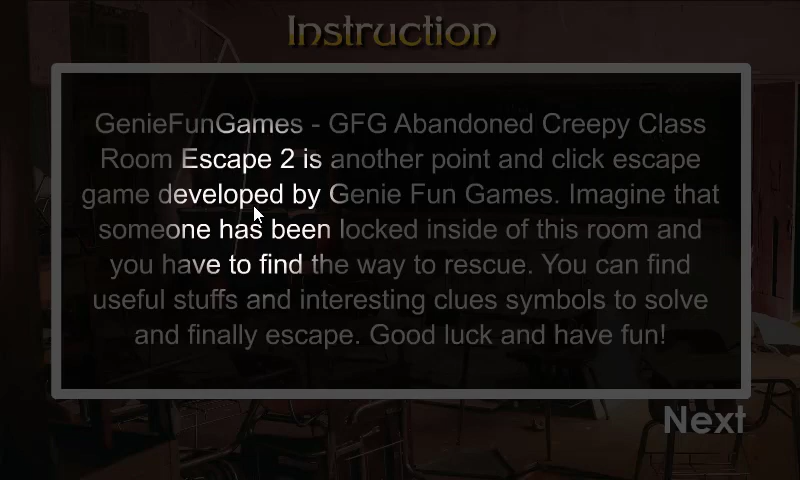 Instruction
GenieFunGames - GFG Abandoned Creepy Class
Room Escape 2 is another point and click escape
game developed by Genie Fun Games. Imagine that
someone has been locked inside of this room and
you have to find the way to rescue. You can find
useful stuffs and interesting clues symbols to solve
and finally escape. Good luck and have fun!
Next